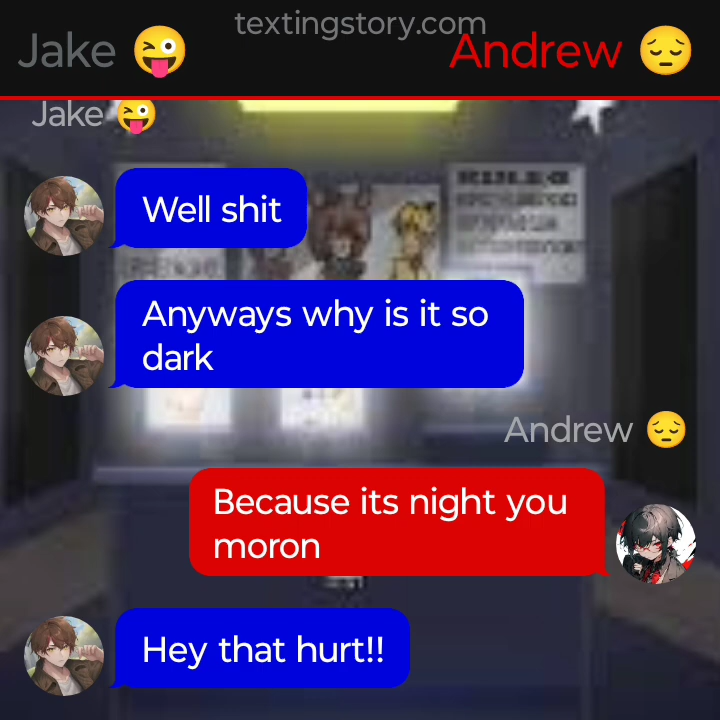 textingstory.com
Jake 😜
Andrew 😔
Jake 😜
Well shit
Anyways why is it so
dark
Andrew 😔
Because its night you
moron
Hey that hurt!!